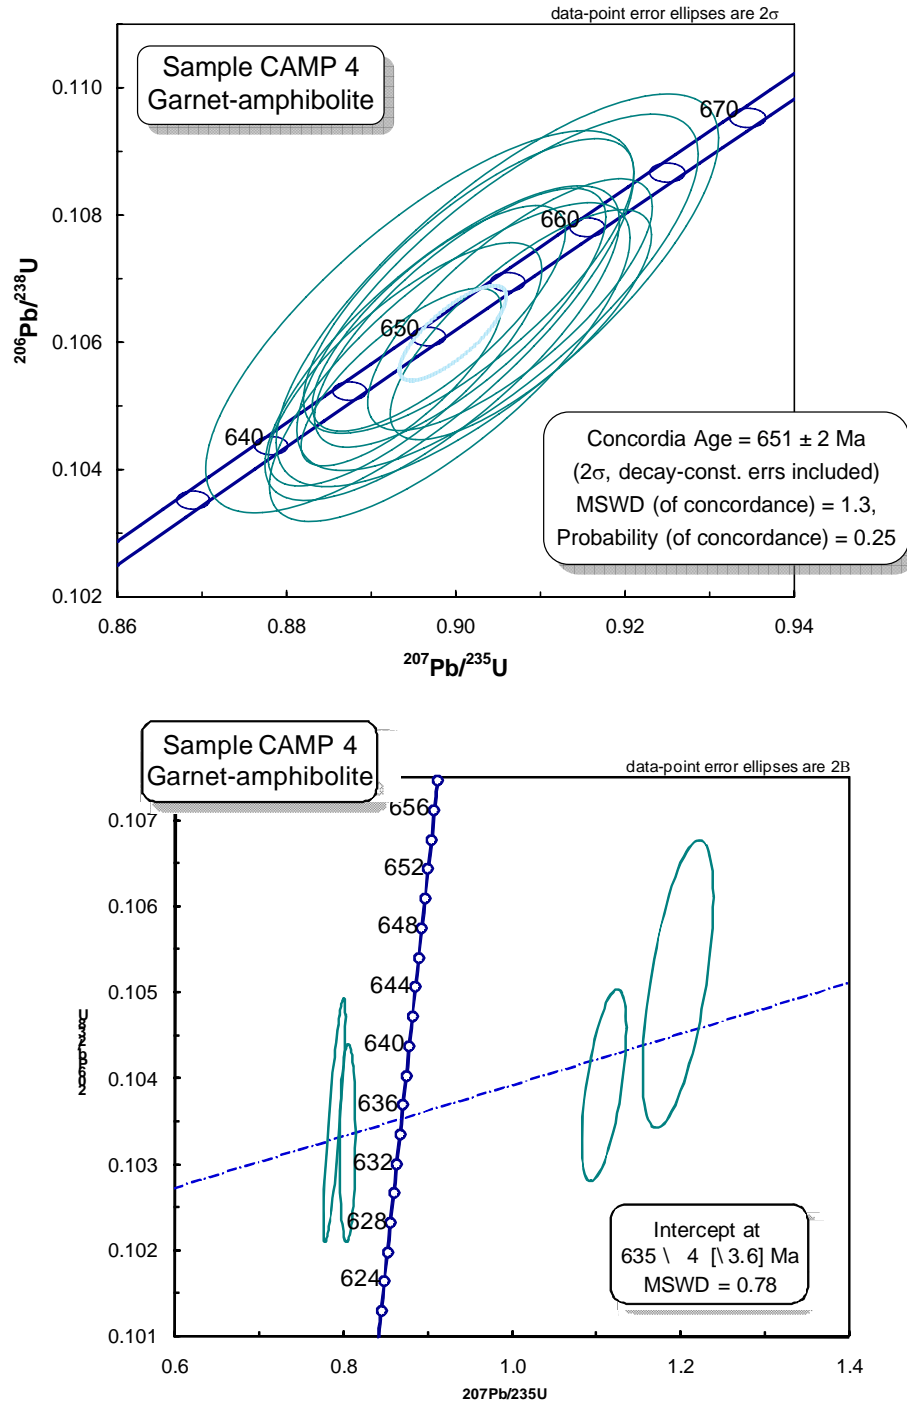 data-point error ellipses are 2σ
Sample CAMP 4
Garnet-amphibolite
0.110
0.108
0.106
0.104
0.102
206Pb/238U
670
660
650
640
Concordia Age = 651 ± 2 Ma
(2σ, decay-const. errs included)
MSWD (of concordance) = 1.3,
Probability (of concordance) = 0.25
0.86
0.88
0.90
0.92
0.94
207Pb/235U
Sample CAMP 4
Garnet-amphibolite
data-point error ellipses are 2B
0.107
0.106
0.105
0.104
0.103
0.102
0.101
206Pb/238U
656
652
648
644
640
636
632
628
624
Intercept at
635 \ 4 [\ 3.6] Ma
MSWD = 0.78
0.6
0.8
1.0
1.2
1.4
207Pb/235U